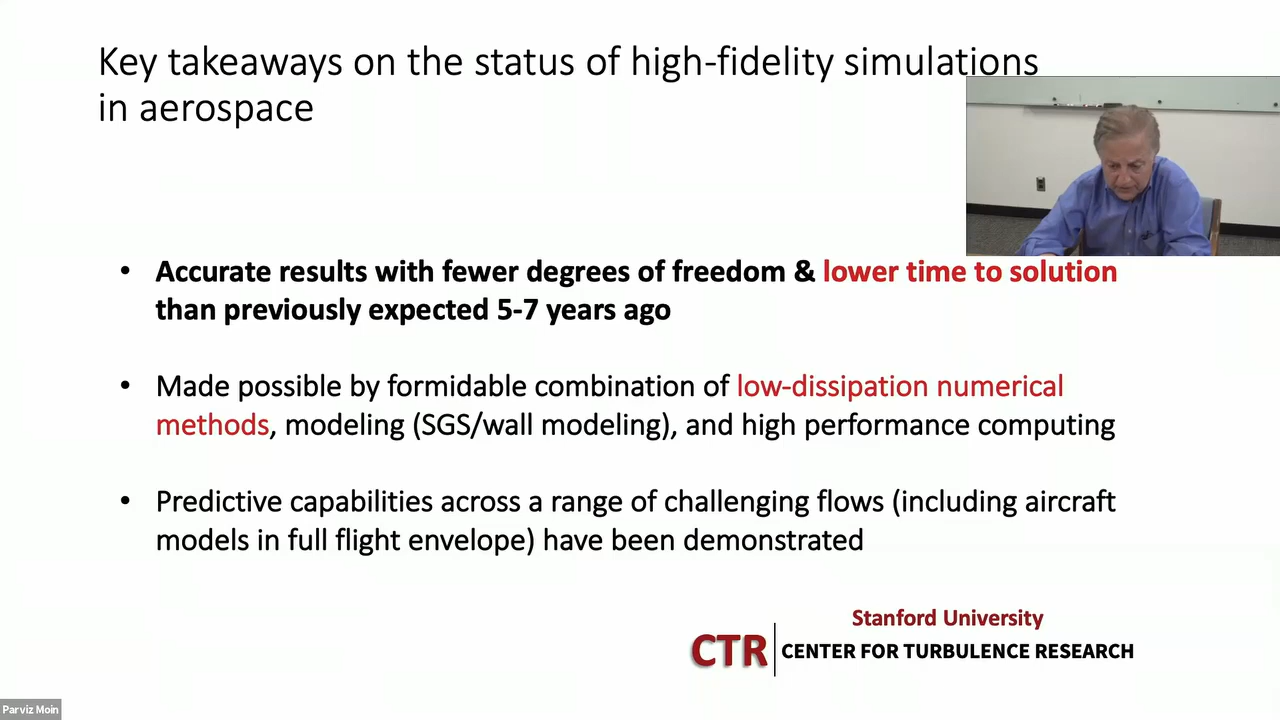 Key takeaways on the status of high-fidelity simulations
in aerospace
• Accurate results with fewer degrees of freedom & lower time to solution
than previously expected 5-7 years ago
• Made possible by formidable combination of low-dissipation numerical
methods, modeling (SGS/wall modeling), and high performance computing
• Predictive capabilities across a range of challenging flows (including aircraft
models in full flight envelope) have been demonstrated
Stanford University
CTR CENTER FOR TURBULENCE RESEARCH
Parviz Moin